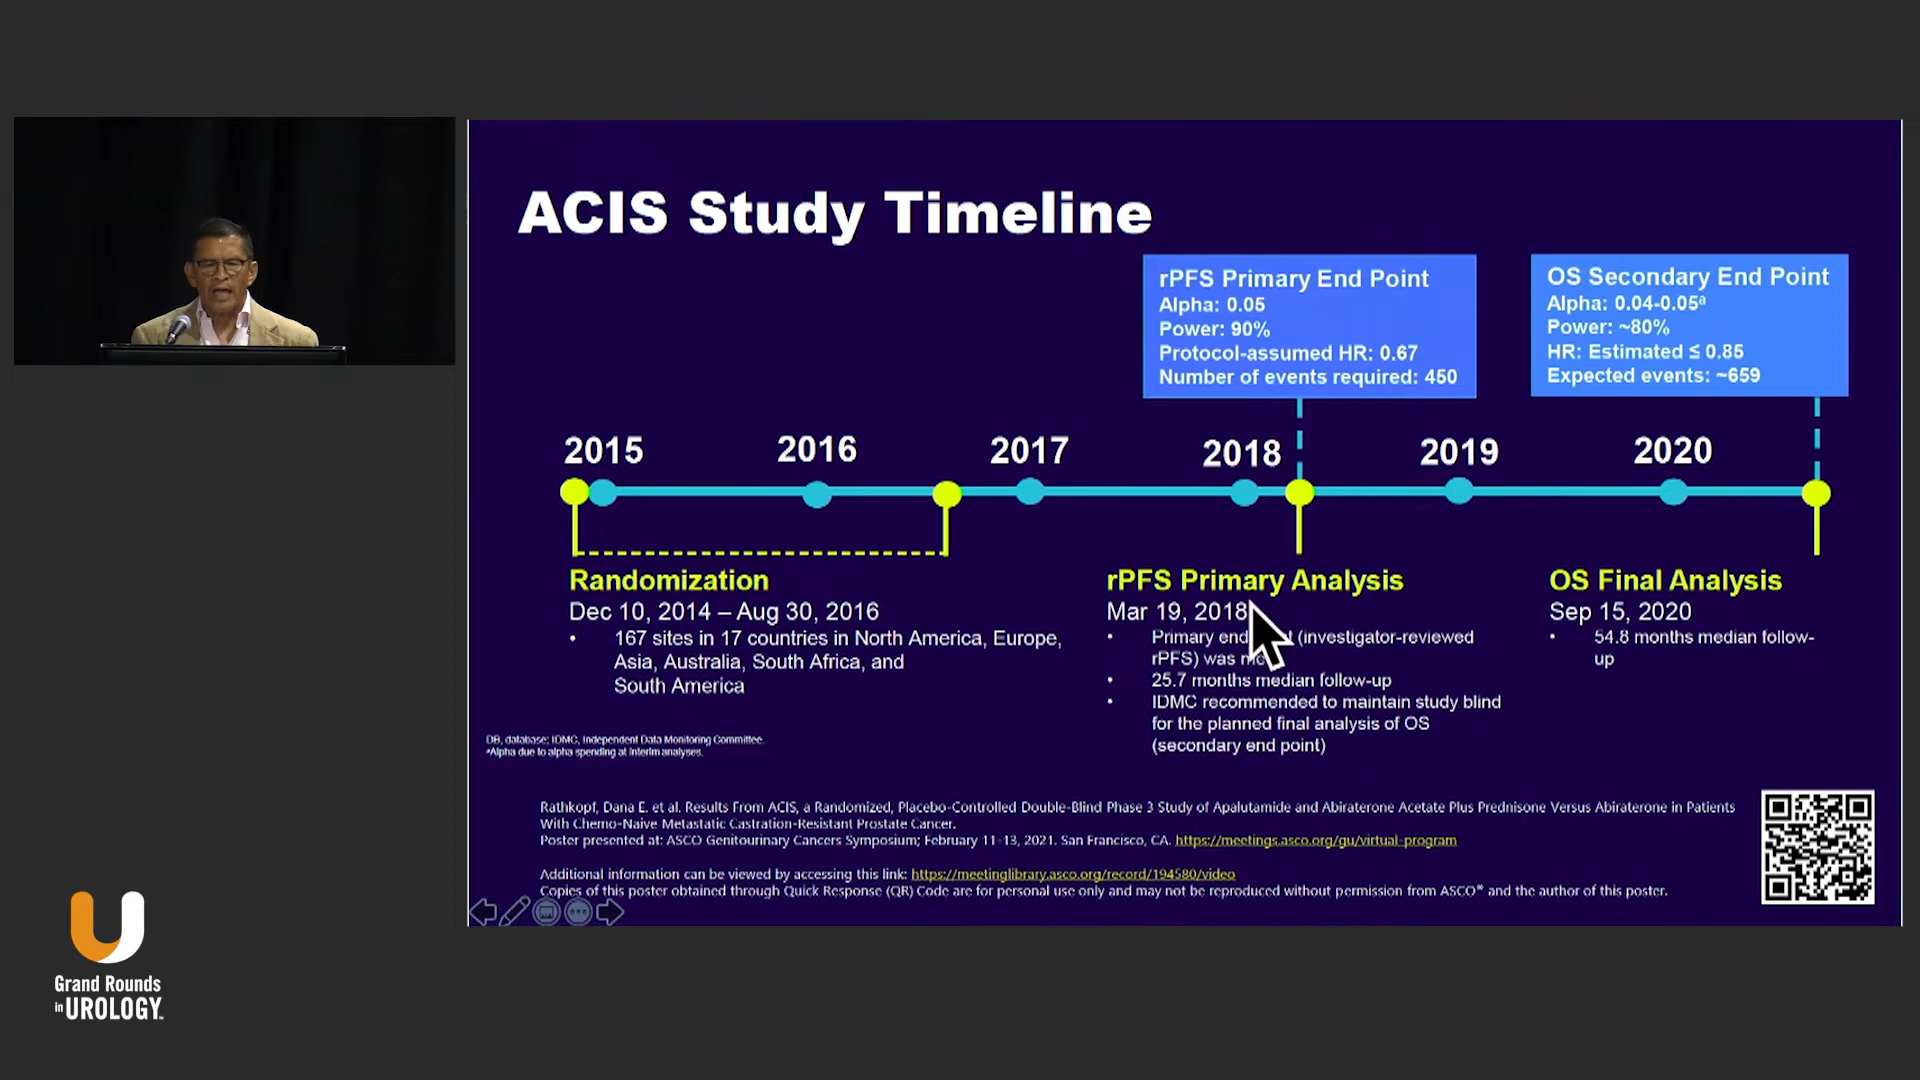 ACIS Study Timeline
rPFS Primary End Point
Alpha: 0.05
Power: 90%
Protocol-assumed HR: 0.67
Number of events required: 450
OS Secondary End Point
Alpha: 0.04-0.05ᵃ
Power: ~80%
HR: Estimated ≤ 0.85
Expected events: ~659
2015 2016 2017 2018 2019 2020
Randomization
Dec 10, 2014 – Aug 30, 2016
• 167 sites in 17 countries in North America, Europe,
Asia, Australia, South Africa, and
South America
rPFS Primary Analysis
Mar 19, 2018
• Primary end (investigator-reviewed
rPFS) was
• 25.7 months median follow-up
• IDMC recommended to maintain study blind
for the planned final analysis of OS
(secondary end point)
OS Final Analysis
Sep 15, 2020
• 54.8 months median follow-
up
DB, database; IDMC, Independent Data Monitoring Committee.
ᵃAlpha due to alpha spending at interim analyses.
Rathkopf, Dana E. et al. Results From ACIS, a Randomized, Placebo-Controlled Double-Blind Phase 3 Study of Apalutamide and Abiraterone Acetate Plus Prednisone Versus Abiraterone in Patients
With Chemo-Naive Metastatic Castration-Resistant Prostate Cancer.
Poster presented at: ASCO Genitourinary Cancers Symposium; February 11-13, 2021. San Francisco, CA. https://meetings.asco.org/gu/virtual-program
Additional information can be viewed by accessing this link: https://meetinglibrary.asco.org/record/194580/video
Copies of this poster obtained through Quick Response (QR) Code are for personal use only and may not be reproduced without permission from ASCO® and the author of this poster.
Grand Rounds
in UROLOGY™